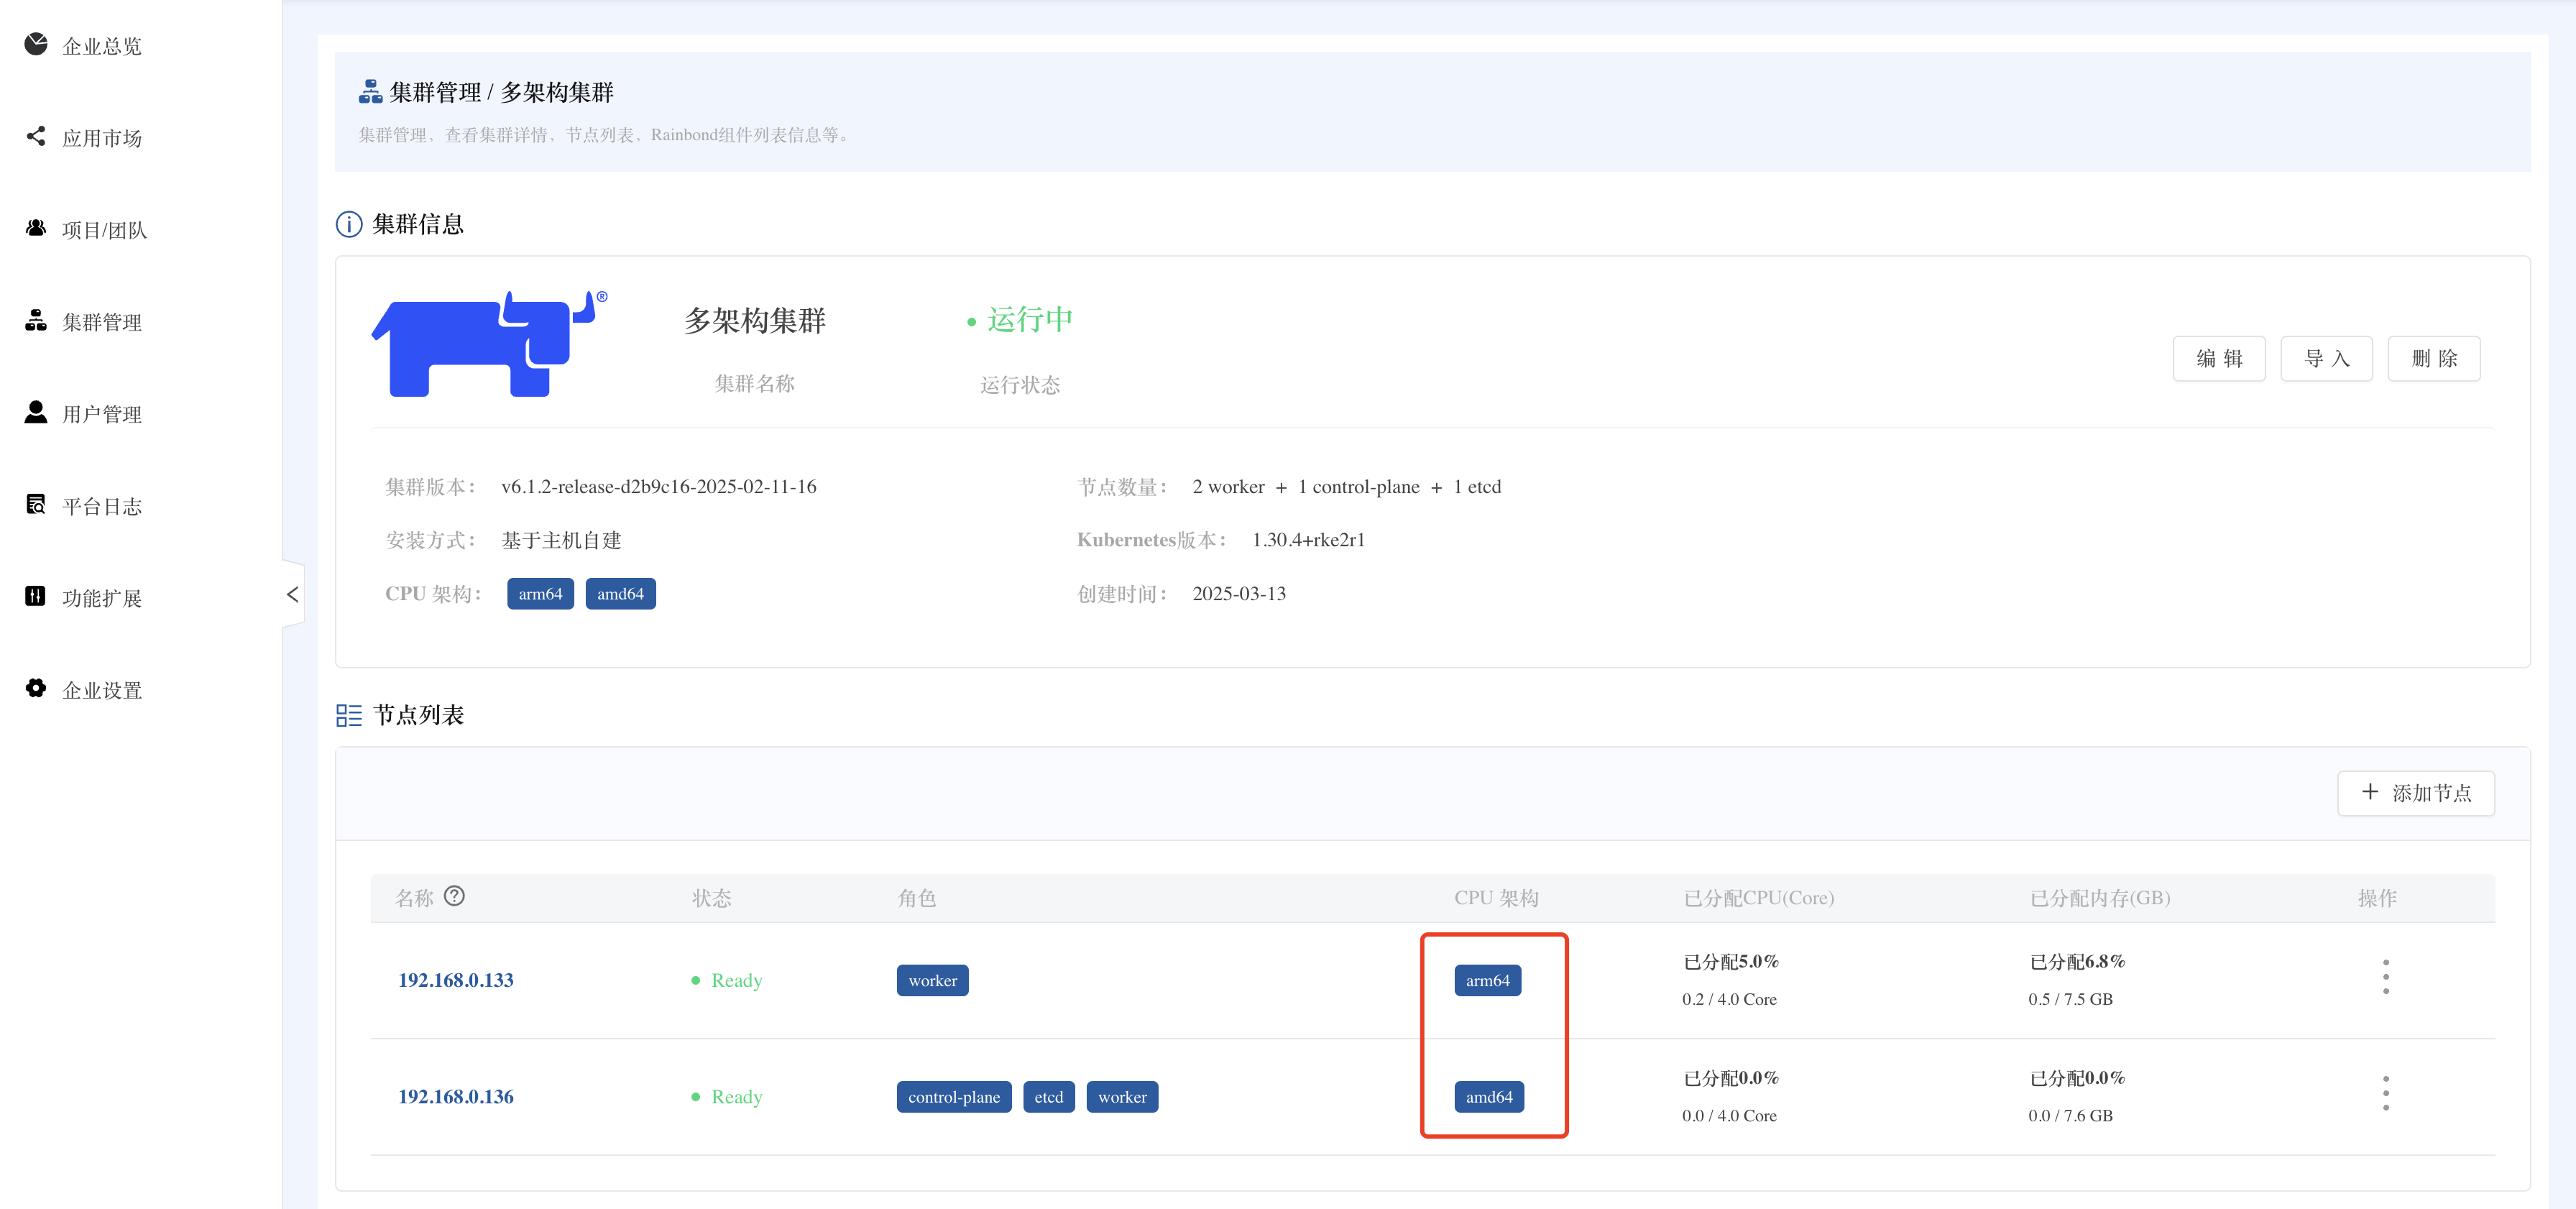 企业总览
应用市场
项目/团队
集群管理
用户管理
平台日志
功能扩展
企业设置
集群管理 / 多架构集群
集群管理，查看集群详情，节点列表，Rainbond组件列表信息等。
集群信息
®
多架构集群
运行中
集群名称
运行状态
编 辑
导 入
删 除
集群版本： v6.1.2-release-d2b9c16-2025-02-11-16
节点数量： 2 worker + 1 control-plane + 1 etcd
安装方式： 基于主机自建
Kubernetes版本： 1.30.4+rke2r1
CPU 架构： arm64 amd64
创建时间： 2025-03-13
节点列表
+ 添加节点
名称 ? 状态 角色 CPU 架构 已分配CPU(Core) 已分配内存(GB) 操作
192.168.0.133 Ready worker arm64 已分配5.0% 已分配6.8%
0.2 / 4.0 Core 0.5 / 7.5 GB
192.168.0.136 Ready control-plane etcd worker amd64 已分配0.0% 已分配0.0%
0.0 / 4.0 Core 0.0 / 7.6 GB